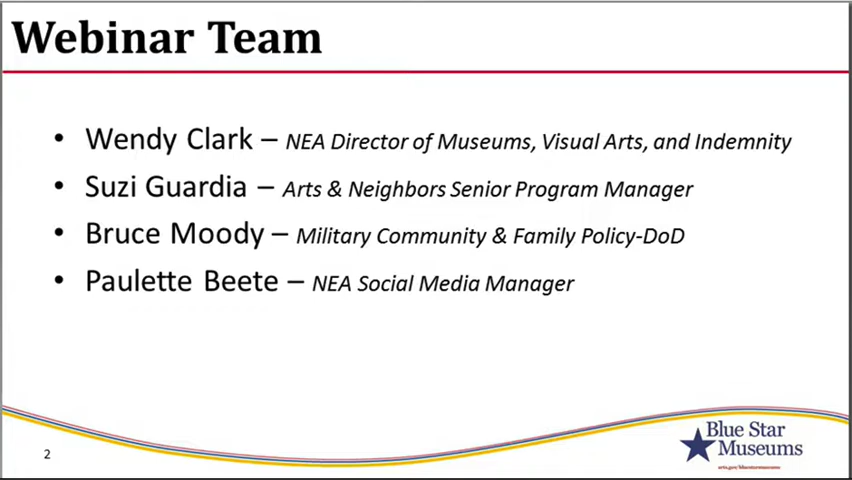 Webinar Team
• Wendy Clark – NEA Director of Museums, Visual Arts, and Indemnity
• Suzi Guardia – Arts & Neighbors Senior Program Manager
• Bruce Moody – Military Community & Family Policy-DoD
• Paulette Beete – NEA Social Media Manager
2
Blue Star
Museums
arts.gov/bluestarmuseums